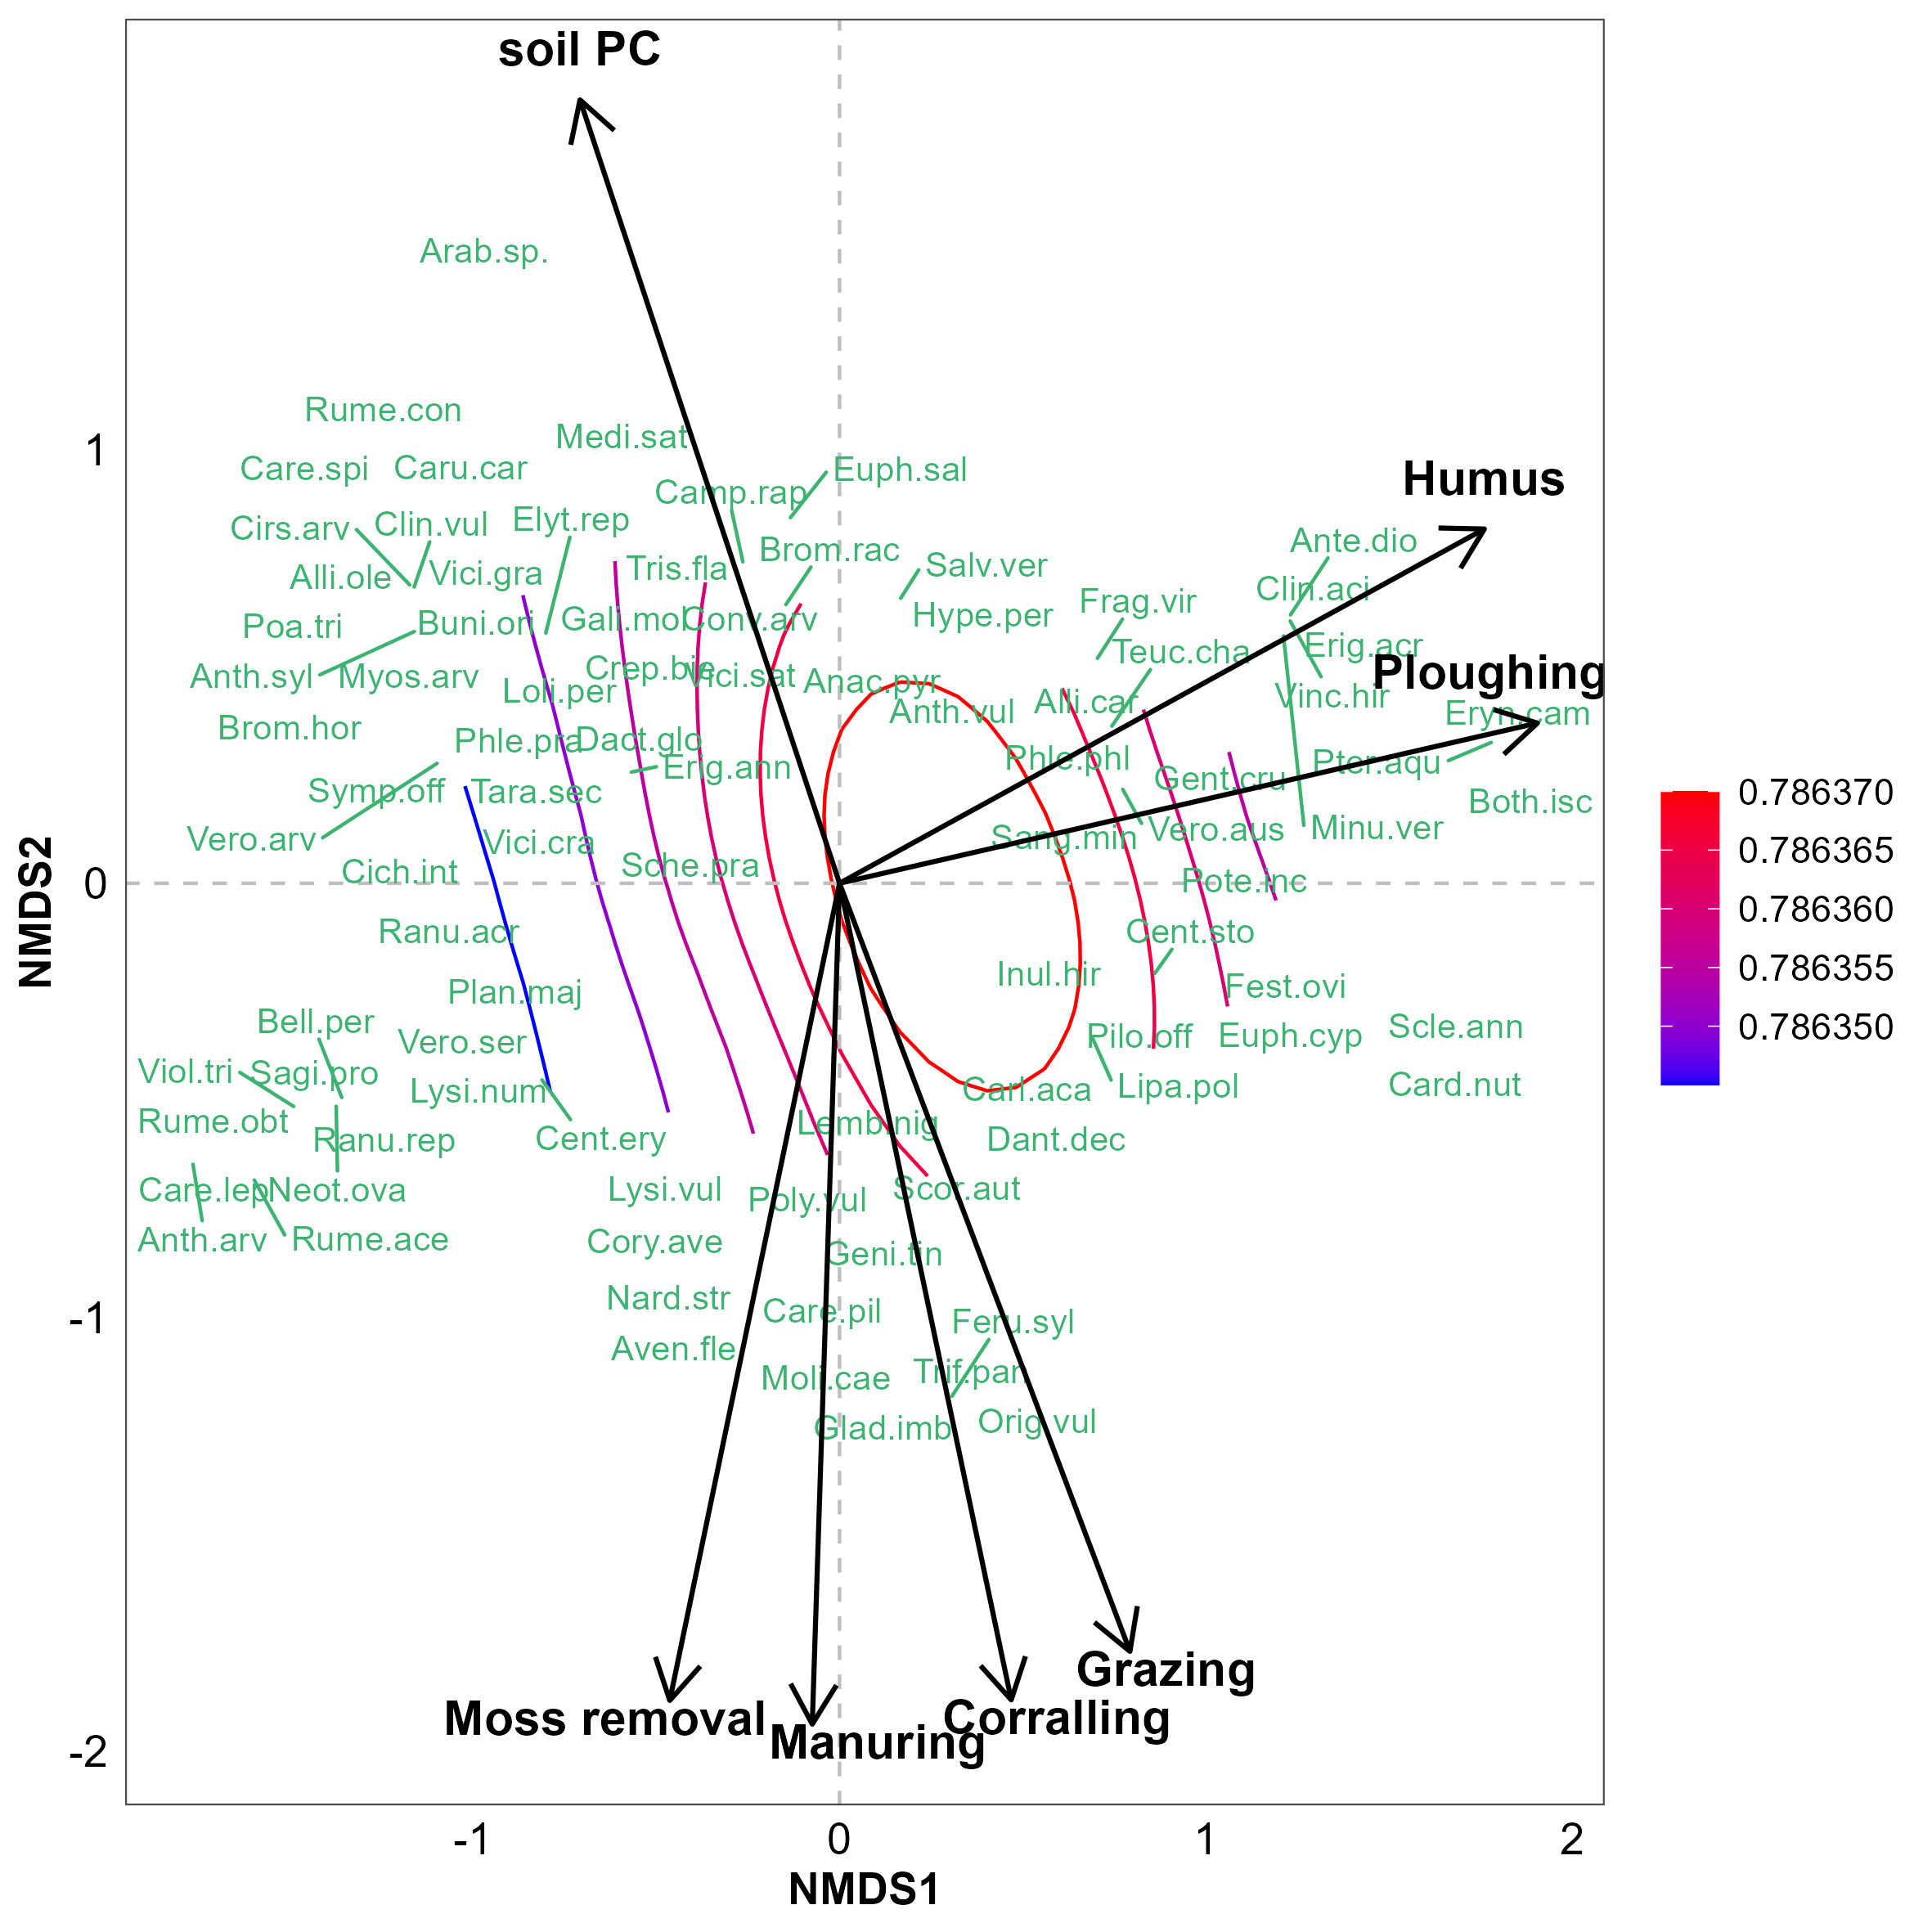 soil PC
Arab.sp.
Rume.con
Medi.sat
1
Care.spi Caru.car Euph.sal
Humus
Camp.rap
Cirs.arv Clin.vul Elyt.rep
Ante.dio
Brom.rac
Alli.ole Vici.gra Tris.fla Salv.ver
Clin.aci
Frag.vir
Poa.tri Buni.ori Gali.mol Conv.arv Hype.per
Erig.acr
Teuc.cha
Anth.syl Myos.arv Crep.bie Vici.sat Anac.pyr
Ploughing
Loli.per Alli.car Vinc.hir
Brom.hor Anth.vul Eryn.cam
Phle.pra Dact.glo
Erig.ann Phle.phl Gent.cru Pter.aqu
Symp.off Tara.sec Both.isc
Vero.arv Vici.cra Sang.min Vero.aus Minu.ver
Cich.int Sche.pra Pote.inc
0
Ranu.acr Cent.sto
Plan.maj Inul.hir Fest.ovi
Bell.per Vero.ser Pilo.off Euph.cyp Scle.ann
Viol.tri Sagi.pro Lysi.num Carl.aca Lipa.pol Card.nut
Rume.obt Ranu.rep Cent.ery Lemb.nig Dant.dec
Care.lep Neot.ova Lysi.vul Poly.vul Scor.aut
Anth.arv Rume.ace Cory.ave Geni.tin
Nard.str Care.pil Feru.syl
-1
Aven.fle Moli.cae Trif.pan
Glad.imb Orig.vul
Grazing
Moss removal Corralling
Manuring
-2
-1 0 1 2
NMDS1
NMDS2
0.786370
0.786365
0.786360
0.786355
0.786350